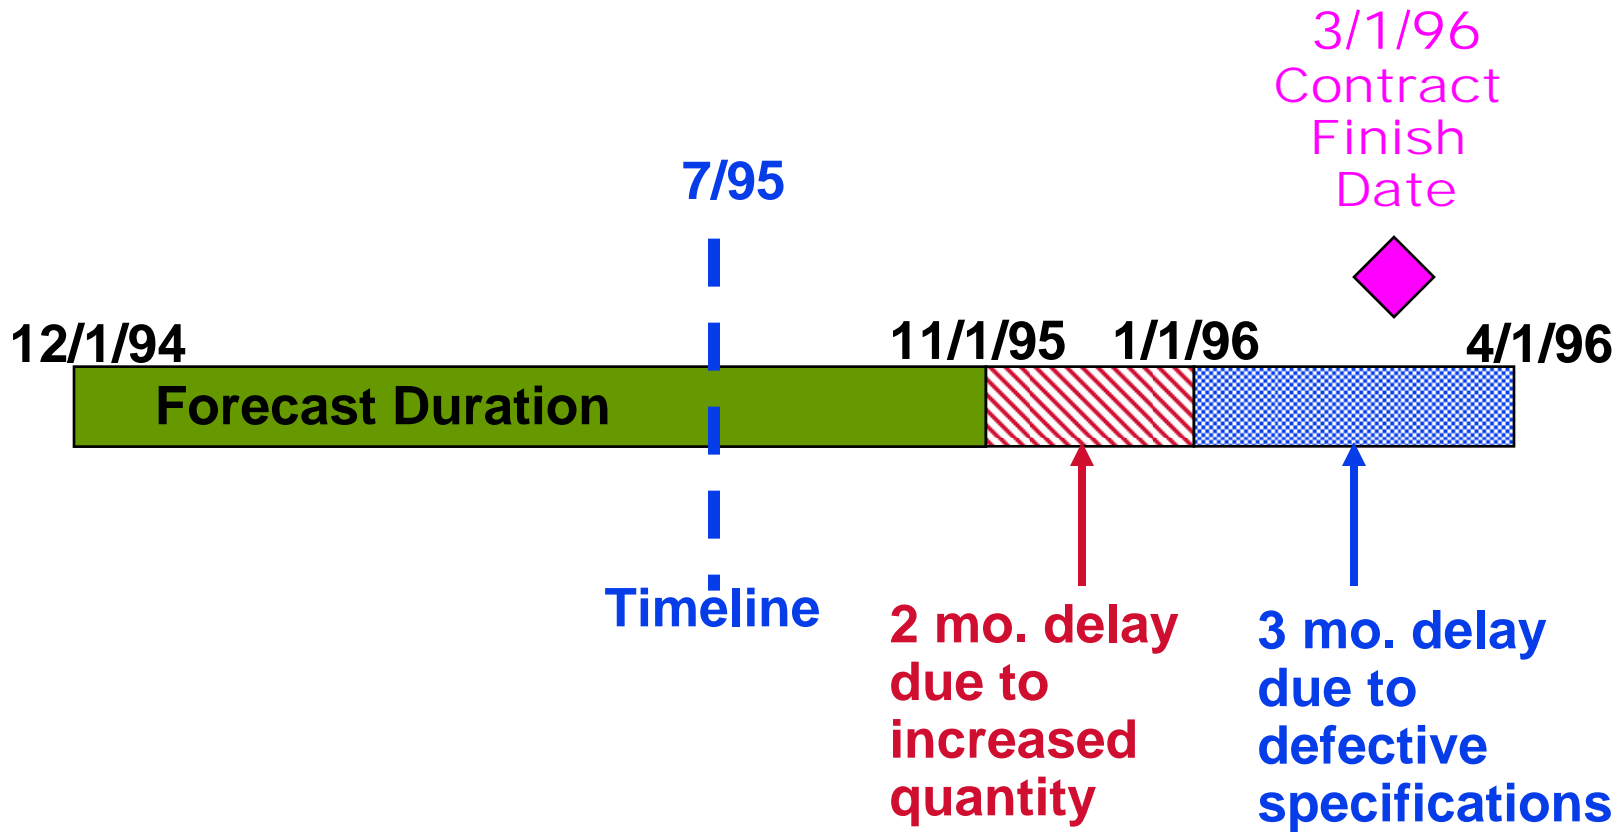 3/1/96
Contract
Finish
Date
7/95
12/1/94
11/1/95
1/1/96
4/1/96
Forecast Duration
Timeline
2 mo. delay
due to
increased
quantity
3 mo. delay
due to
defective
specifications